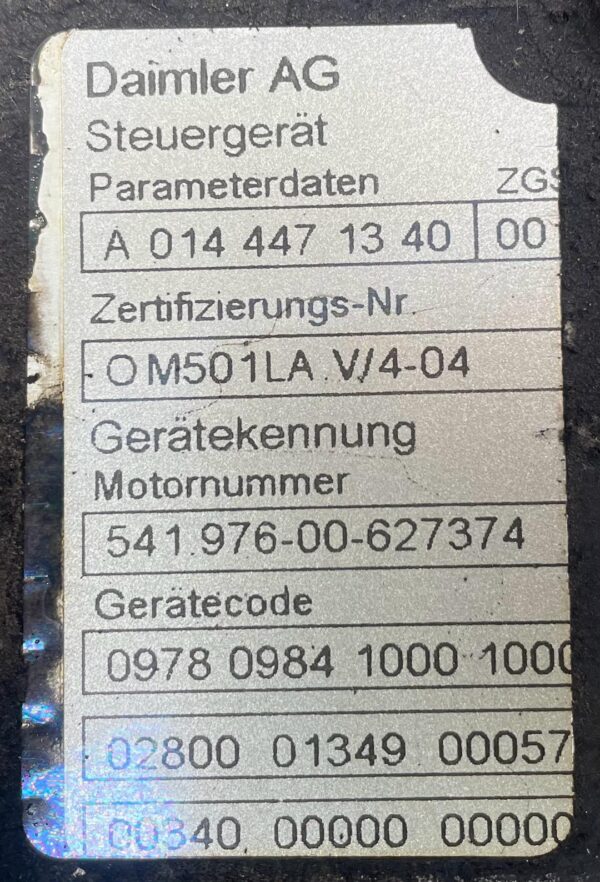 Daimler AG
Steuergerät
Parameterdaten ZGS
A 014 447 13 40 00
Zertifizierungs-Nr.
OM501LA V/4-04
Gerätekennung
Motornummer
541.976-00-627374
Gerätecode
0978 0984 1000 1000
02800 01349 00057
00340 00000 00000